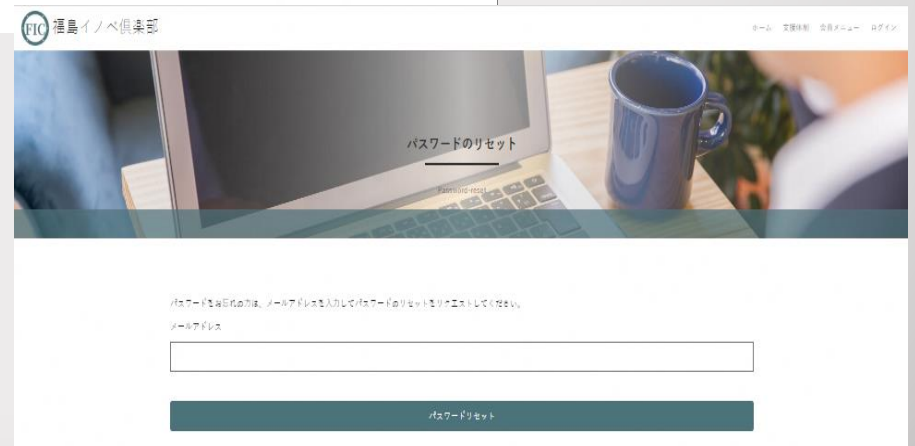 FIC 福島イノベ倶楽部
ホーム 支援体制 会員メニュー ログイン
パスワードのリセット
Password-reset
パスワードをお忘れの方は、メールアドレスを入力してパスワードのリセットをリクエストしてください。
メールアドレス
パスワードリセット